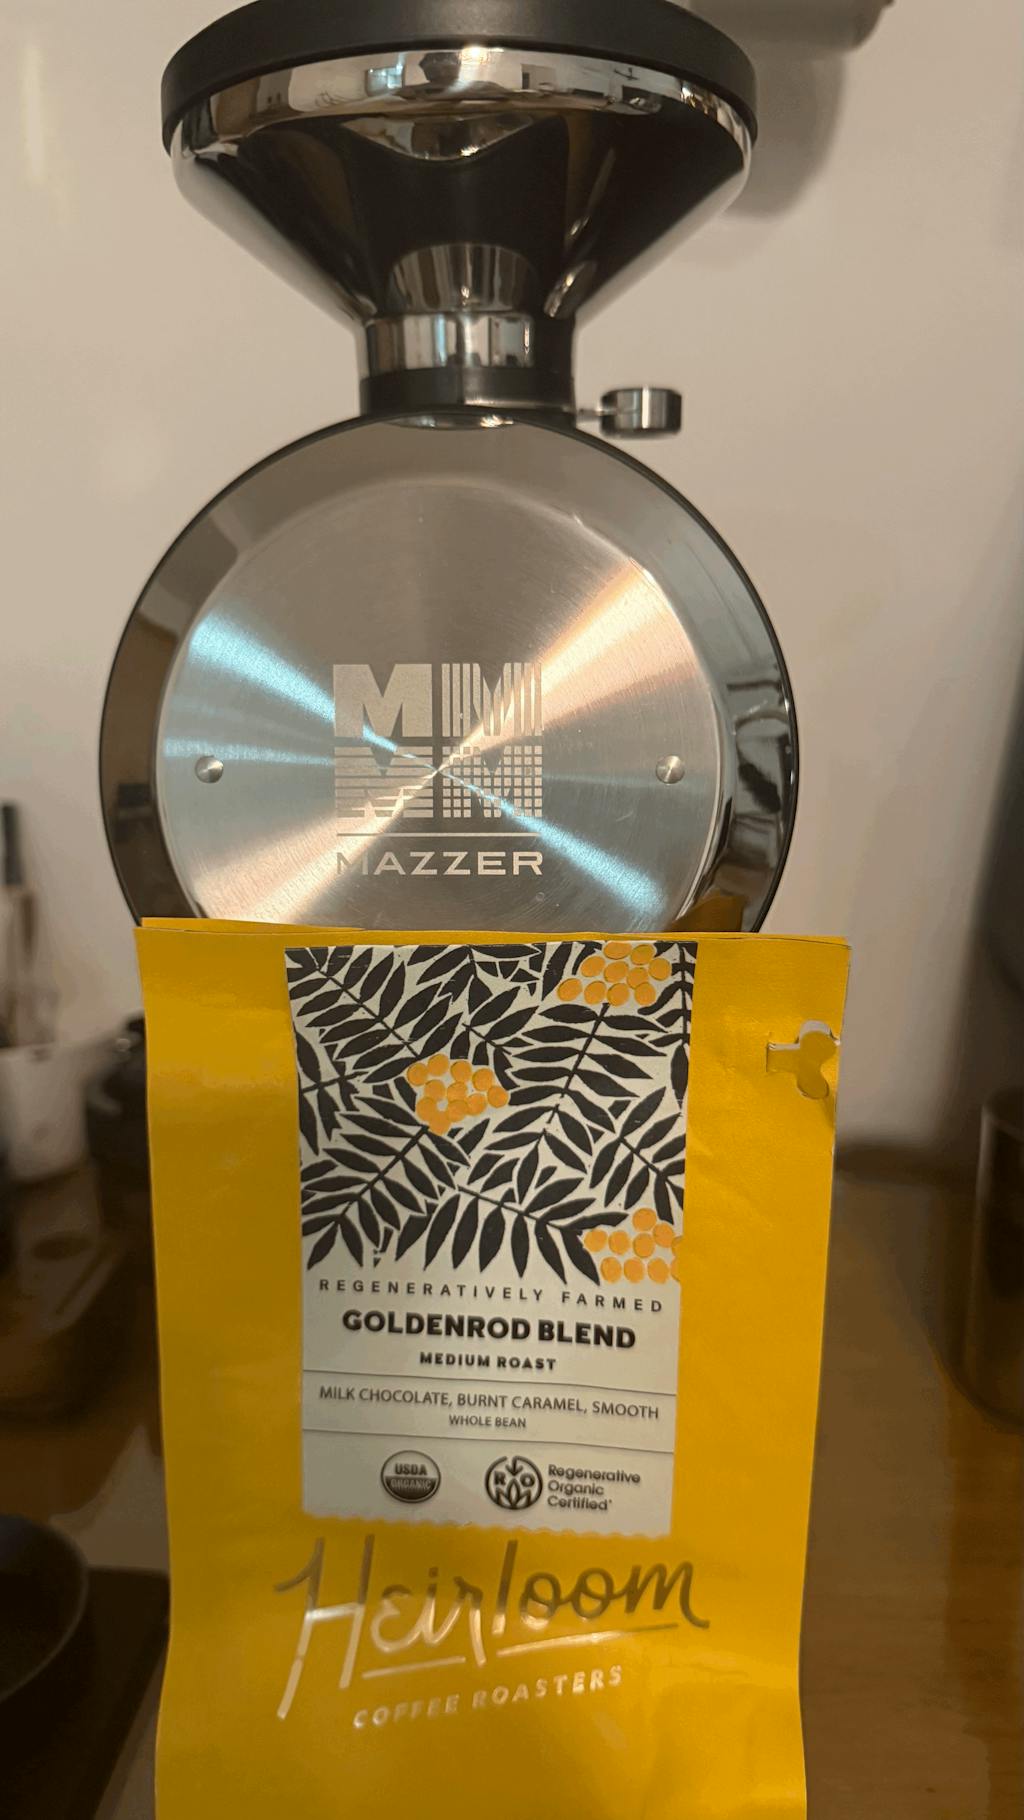 M M
M M
MAZZER
REGENERATIVELY FARMED
GOLDENROD BLEND
MEDIUM ROAST
MILK CHOCOLATE, BURNT CARAMEL, SMOOTH
WHOLE BEAN
USDA
ORGANIC
R O
Regenerative
Organic
Certified
Heirloom
COFFEE ROASTERS